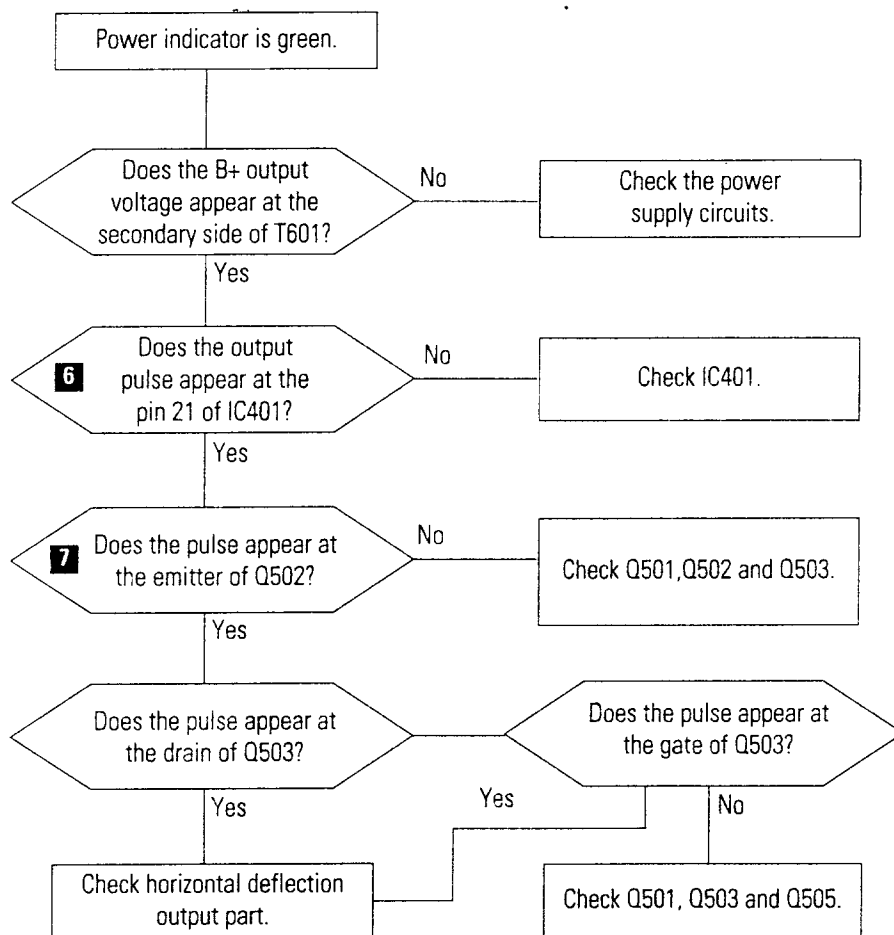 Power indicator is green.
Does the B+ output
voltage appear at the
secondary side of T601?
No
Check the power
supply circuits.
Yes
6
Does the output
pulse appear at the
pin 21 of IC401?
No
Check IC401.
Yes
7
Does the pulse appear at
the emitter of Q502?
No
Check Q501,Q502 and Q503.
Yes
Does the pulse appear at
the drain of Q503?
Does the pulse appear at
the gate of Q503?
Yes
Yes
No
Check horizontal deflection
output part.
Check Q501, Q503 and Q505.